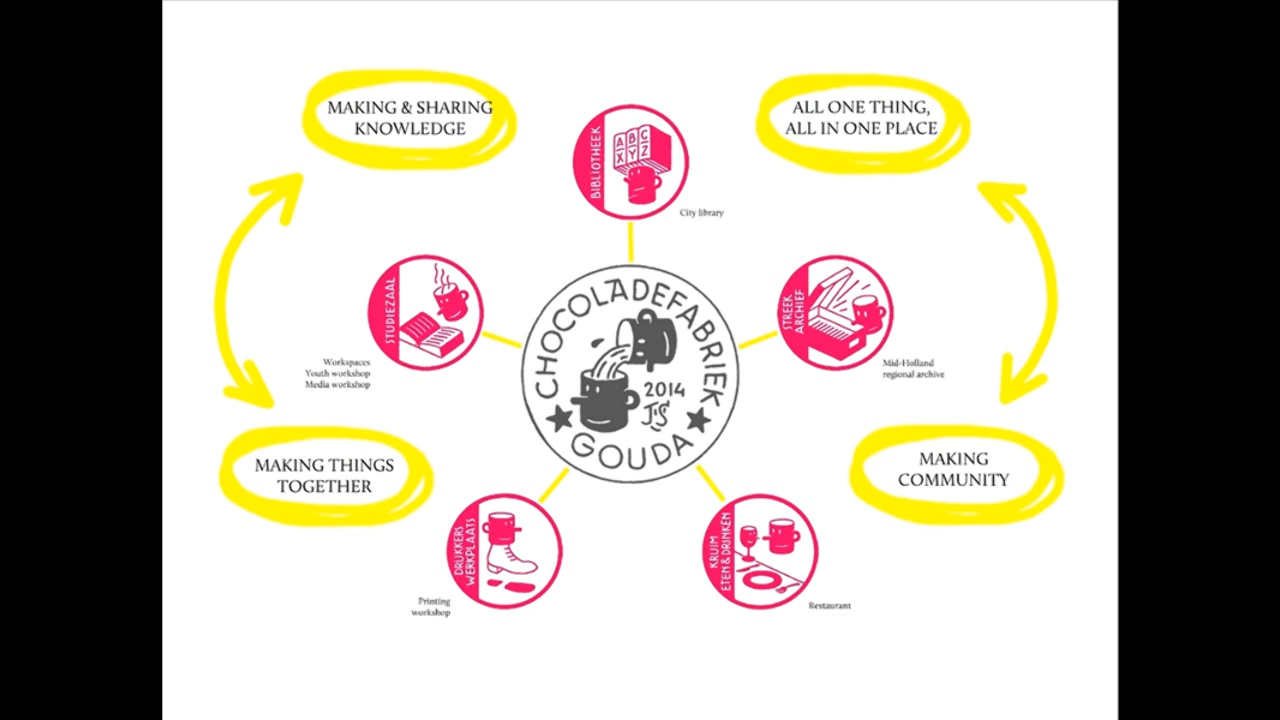 MAKING & SHARING
KNOWLEDGE
ALL ONE THING,
ALL IN ONE PLACE
BIBLIOTHEEK
ABC
XYZ
City library
STUDIEZAAL
Workspaces
Youth workshop
Media workshop
STREEK
ARCHIEF
Mid-Holland
regional archive
CHOCOLADEFABRIEK
2014
J'S
GOUDA
MAKING THINGS
TOGETHER
MAKING
COMMUNITY
DRUKKERS
WERKPLAATS
Printing
workshop
KRUIM
ETEN & DRINKEN
Restaurant